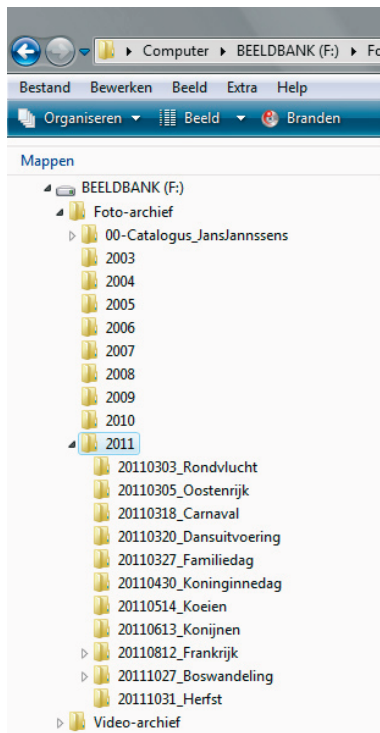 Computer BEELDBANK (F:) Fo
Bestand Bewerken Beeld Extra Help
Organiseren Beeld Branden
Mappen
BEELDBANK (F:)
Foto-archief
00-Catalogus_JansJannssens
2003
2004
2005
2006
2007
2008
2009
2010
2011
20110303_Rondvlucht
20110305_Oostenrijk
20110318_Carnaval
20110320_Dansuitvoering
20110327_Familiedag
20110430_Koninginnedag
20110514_Koeien
20110613_Konijnen
20110812_Frankrijk
20111027_Boswandeling
20111031_Herfst
Video-archief